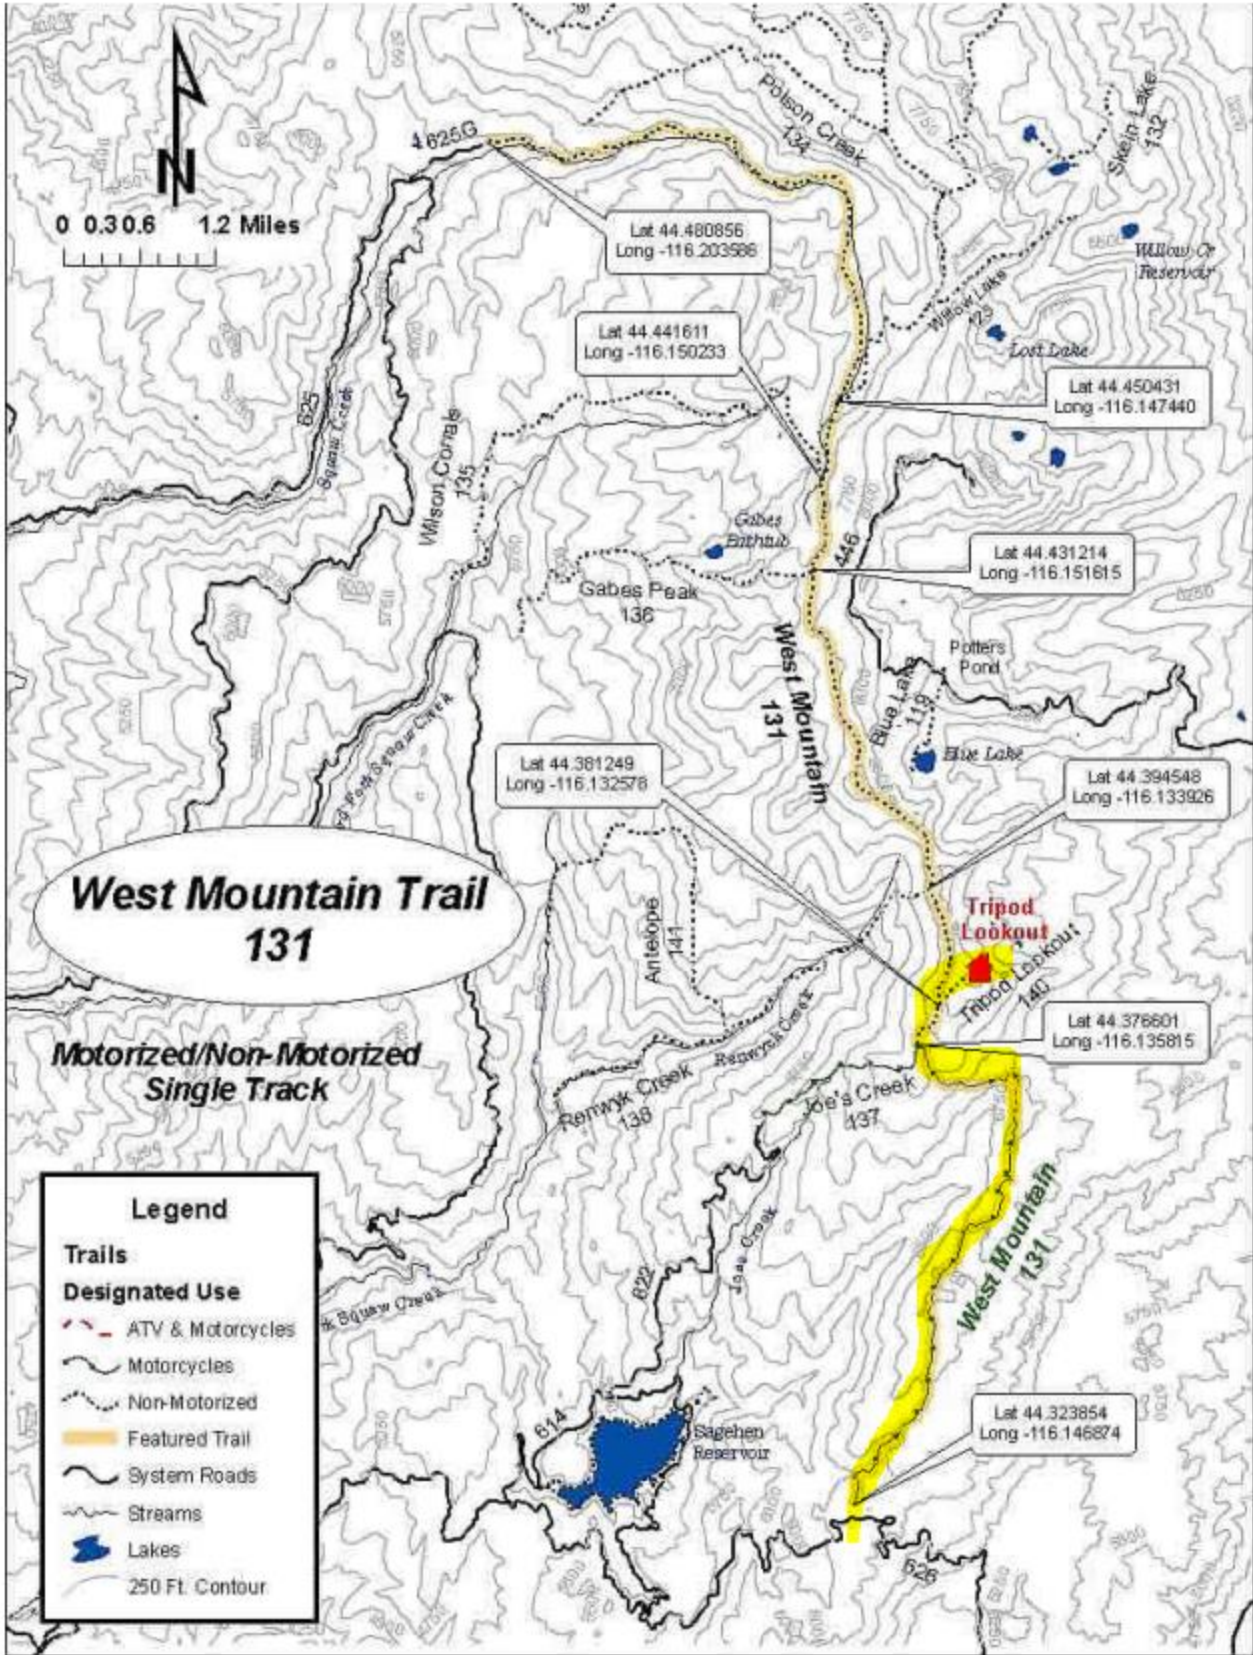 625G
Polson Creek
134
Skein Lake
132
N
0 0.3 0.6 1.2 Miles
Lat 44.480856
Long -116.203586
Willow Cr
Reservoir
Willow Lake
123
Lost Lake
Lat 44.441611
Long -116.150233
Lat 44.450431
Long -116.147440
625
Squaw Creek
Wilson Corrals
135
Gabes
Bathtub
446
Lat 44.431214
Long -116.151615
Gabes Peak
136
West Mountain
131
Potters
Pond
Blue Lake
119
Blue Lake
Squaw Creek
Lat 44.381249
Long -116.132578
Lat 44.394548
Long -116.133926
West Mountain Trail
131
Antelope
141
Tripod
Lookout
Tripod Lookout
140
Lat 44.376601
Long -116.135815
Motorized/Non-Motorized
Single Track
Renwyk Creek
138
Renwyck Creek
Joe's Creek
137
West Mountain
131
Joes Creek
622
Squaw Creek
Legend
Trails
Designated Use
ATV & Motorcycles
Motorcycles
Non-Motorized
Featured Trail
System Roads
Streams
Lakes
250 Ft. Contour
614
Sagehen
Reservoir
Lat 44.323854
Long -116.146874
626